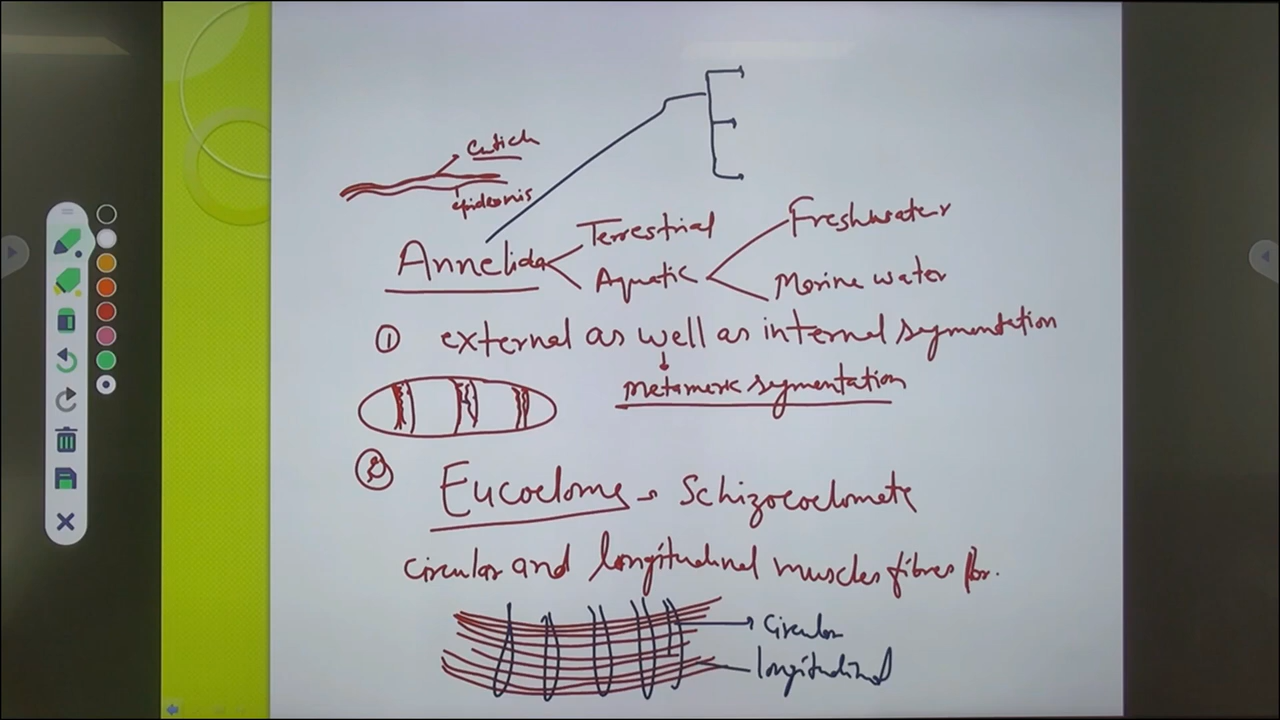 cuticle
epidermis
Annelida
Terrestrial
Aquatic
Freshwater
Marine water
① external as well as internal segmentation
metameric segmentation
②
Eucoelome → Schizocoelomate
circular and longitudinal muscles fibres for.
Circular
longitudinal